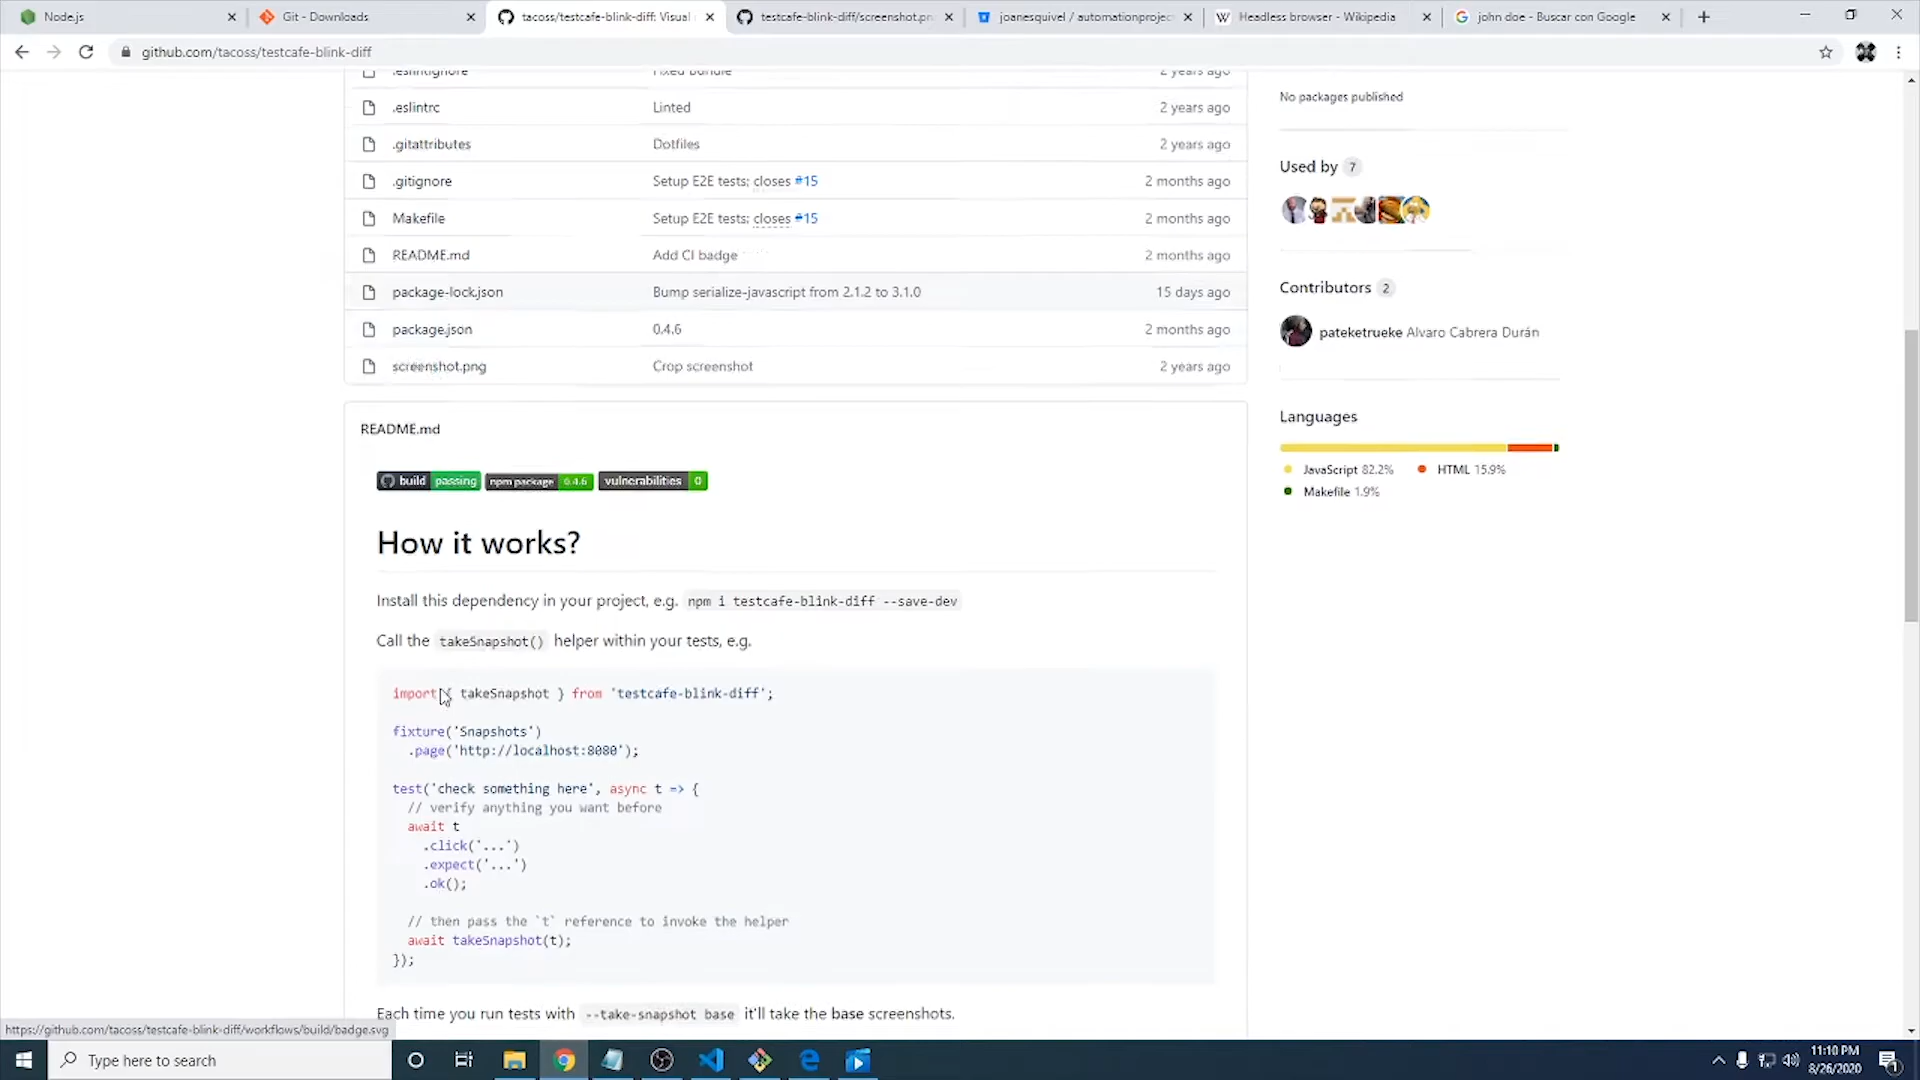 Node.js
Git - Downloads
tacoss/testcafe-blink-diff: Visual
testcafe-blink-diff/screenshot.pn
joanesquivel / automationprojec
Headless browser - Wikipedia
john doe - Buscar con Google
github.com/tacoss/testcafe-blink-diff
.eslintignore Fixed bundle 2 years ago
.eslintrc Linted 2 years ago
.gitattributes Dotfiles 2 years ago
.gitignore Setup E2E tests; closes #15 2 months ago
Makefile Setup E2E tests; closes #15 2 months ago
README.md Add CI badge 2 months ago
package-lock.json Bump serialize-javascript from 2.1.2 to 3.1.0 15 days ago
package.json 0.4.6 2 months ago
screenshot.png Crop screenshot 2 years ago
No packages published
Used by 7
Contributors 2
pateketrueke Alvaro Cabrera Durán
Languages
JavaScript 82.2% HTML 15.9%
Makefile 1.9%
README.md
build passing npm package 0.4.6 vulnerabilities 0
How it works?
Install this dependency in your project, e.g. npm i testcafe-blink-diff --save-dev
Call the takeSnapshot() helper within your tests, e.g.
import { takeSnapshot } from 'testcafe-blink-diff';
fixture('Snapshots')
.page('http://localhost:8080');
test('check something here', async t => {
// verify anything you want before
await t
.click('...')
.expect('...')
.ok();
// then pass the `t` reference to invoke the helper
await takeSnapshot(t);
});
Each time you run tests with --take-snapshot base it'll take the base screenshots.
https://github.com/tacoss/testcafe-blink-diff/workflows/build/badge.svg
Type here to search
11:10 PM
8/26/2020
1